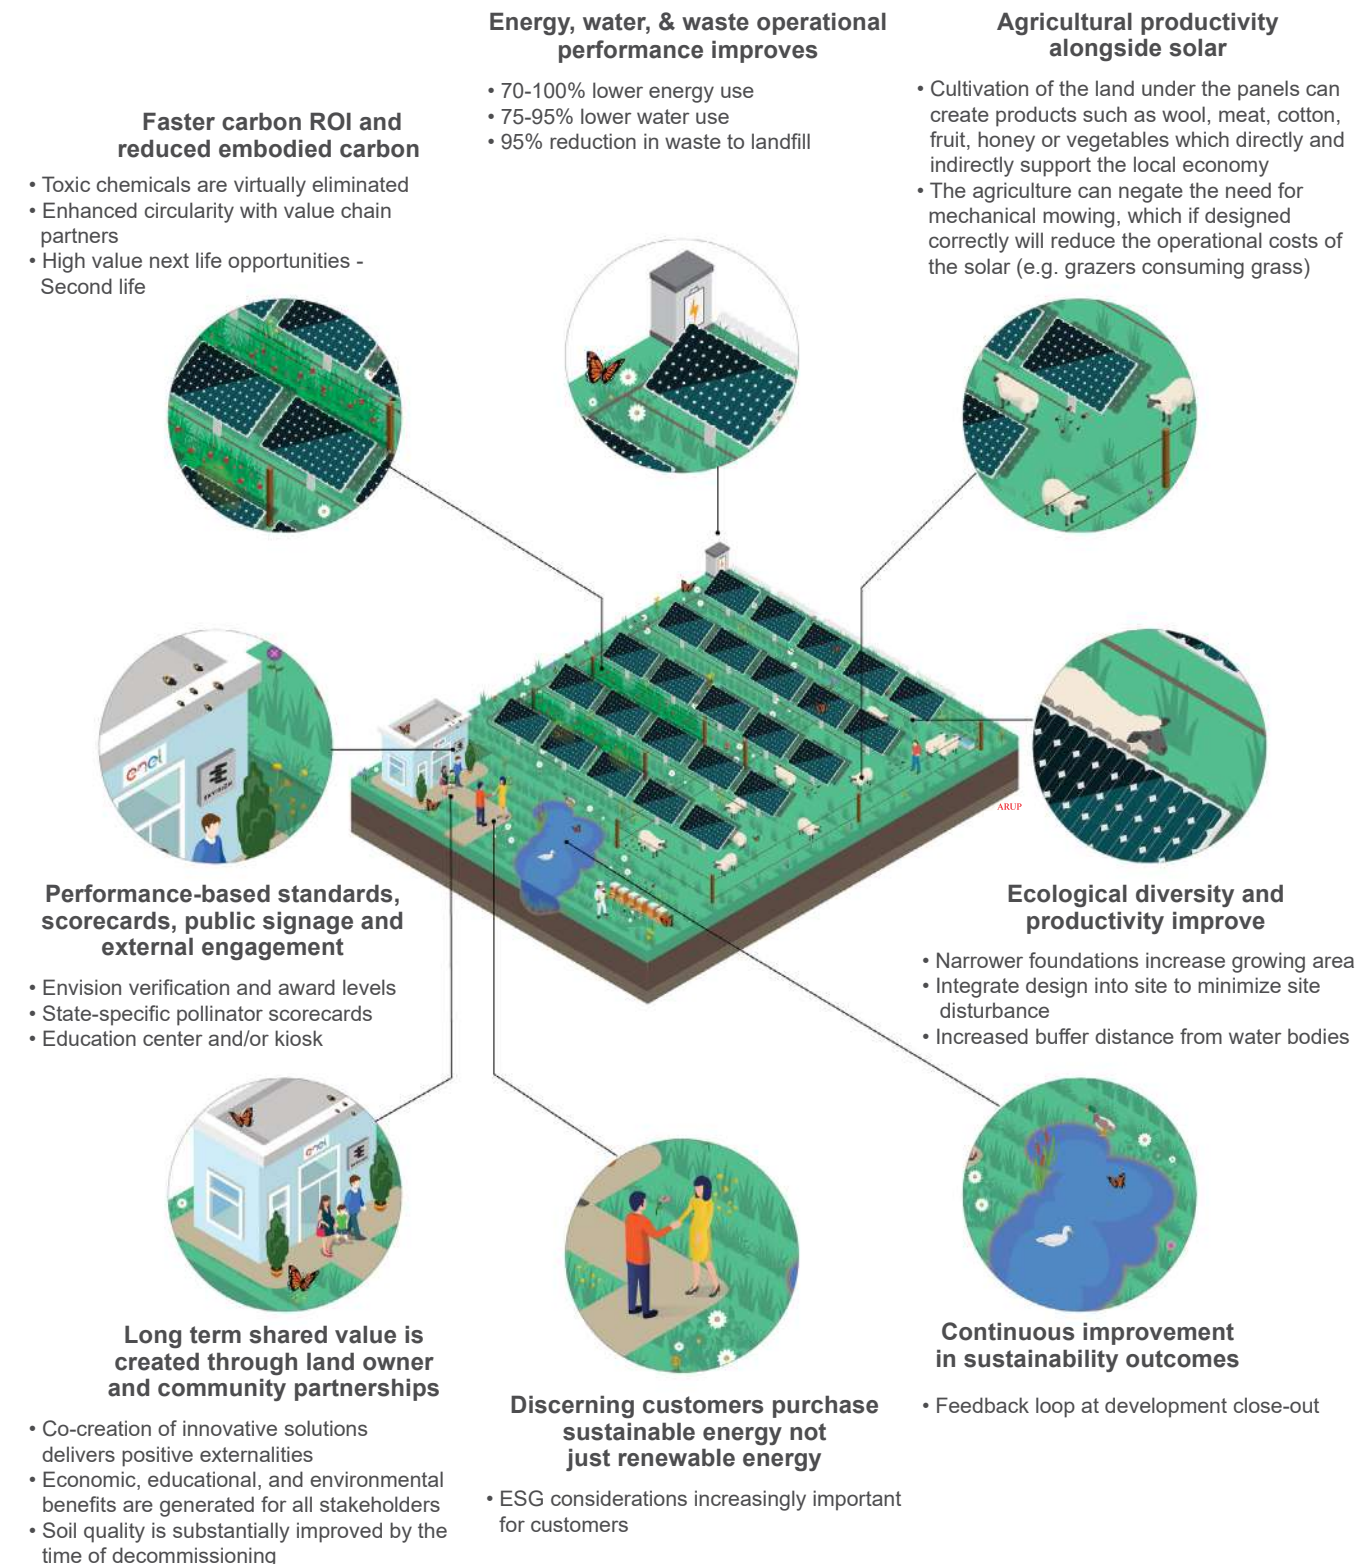 Energy, water, & waste operational
performance improves
• 70-100% lower energy use
• 75-95% lower water use
• 95% reduction in waste to landfill
Agricultural productivity
alongside solar
• Cultivation of the land under the panels can
create products such as wool, meat, cotton,
fruit, honey or vegetables which directly and
indirectly support the local economy
• The agriculture can negate the need for
mechanical mowing, which if designed
correctly will reduce the operational costs of
the solar (e.g. grazers consuming grass)
Faster carbon ROI and
reduced embodied carbon
• Toxic chemicals are virtually eliminated
• Enhanced circularity with value chain
partners
• High value next life opportunities -
Second life
enel
ENVISION
ARUP
Performance-based standards,
scorecards, public signage and
external engagement
• Envision verification and award levels
• State-specific pollinator scorecards
• Education center and/or kiosk
Ecological diversity and
productivity improve
• Narrower foundations increase growing area
• Integrate design into site to minimize site
disturbance
• Increased buffer distance from water bodies
enel
Long term shared value is
created through land owner
and community partnerships
• Co-creation of innovative solutions
delivers positive externalities
• Economic, educational, and environmental
benefits are generated for all stakeholders
• Soil quality is substantially improved by the
time of decommissioning
Discerning customers purchase
sustainable energy not
just renewable energy
• ESG considerations increasingly important
for customers
Continuous improvement
in sustainability outcomes
• Feedback loop at development close-out